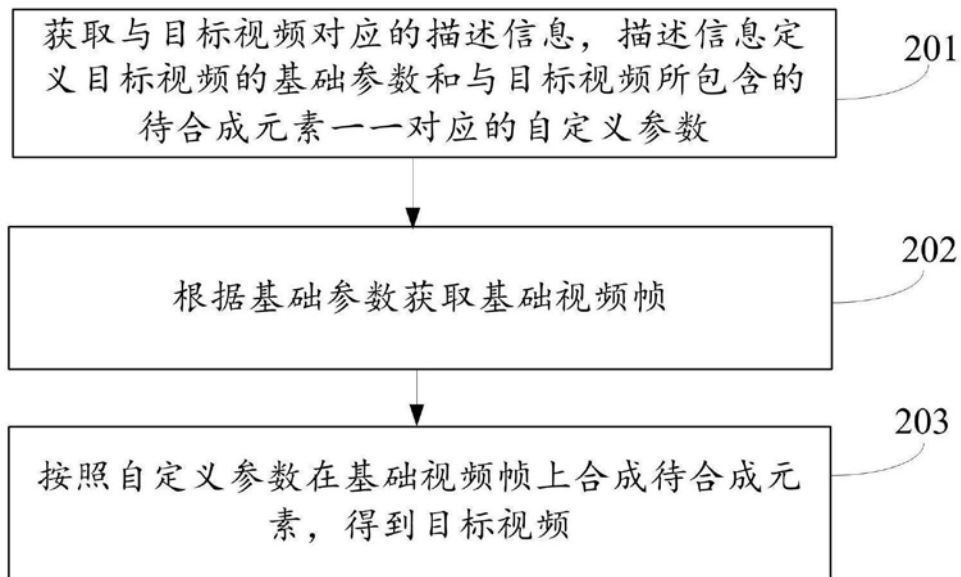 获取与目标视频对应的描述信息，描述信息定
义目标视频的基础参数和与目标视频所包含的
待合成元素一一对应的自定义参数
201
根据基础参数获取基础视频帧
202
按照自定义参数在基础视频帧上合成待合成元
素，得到目标视频
203